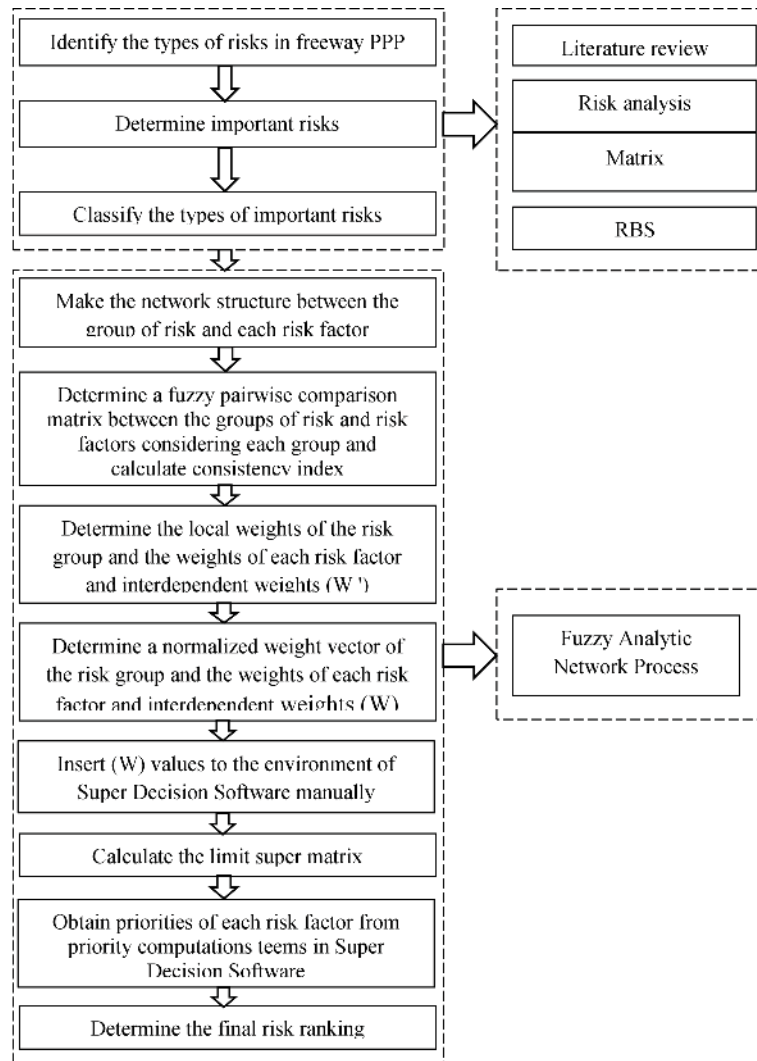 Identify the types of risks in freeway PPP
Determine important risks
Classify the types of important risks
Literature review
Risk analysis
Matrix
RBS
Make the network structure between the
group of risk and each risk factor
Determine a fuzzy pairwise comparison
matrix between the groups of risk and risk
factors considering each group and
calculate consistency index
Determine the local weights of the risk
group and the weights of each risk factor
and interdependent weights (W')
Determine a normalized weight vector of
the risk group and the weights of each risk
factor and interdependent weights (W)
Fuzzy Analytic
Network Process
Insert (W) values to the environment of
Super Decision Software manually
Calculate the limit super matrix
Obtain priorities of each risk factor from
priority computations teems in Super
Decision Software
Determine the final risk ranking